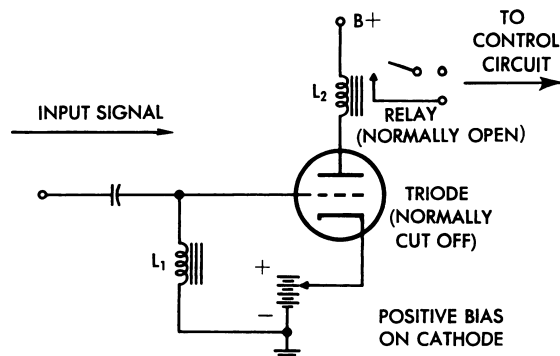 B+
TO
CONTROL
CIRCUIT
L2
INPUT SIGNAL
RELAY
(NORMALLY OPEN)
TRIODE
(NORMALLY
CUT OFF)
L1
+
−
POSITIVE BIAS
ON CATHODE